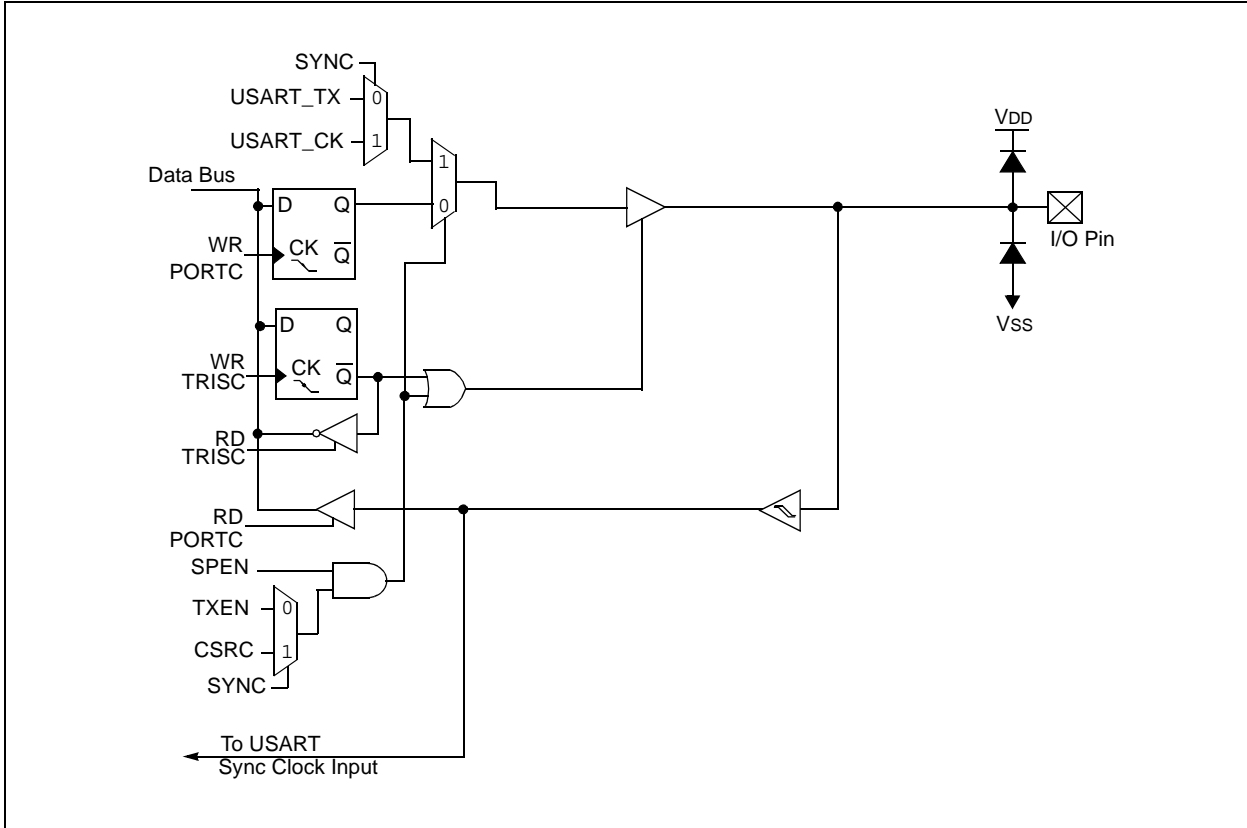 SYNC
USART_TX
0
USART_CK
1
1
0
Data Bus
D
Q
CK
Q̅
WR
PORTC
D
Q
CK
Q̅
WR
TRISC
RD
TRISC
RD
PORTC
SPEN
TXEN
0
CSRC
1
SYNC
To USART
Sync Clock Input
VDD
I/O Pin
VSS